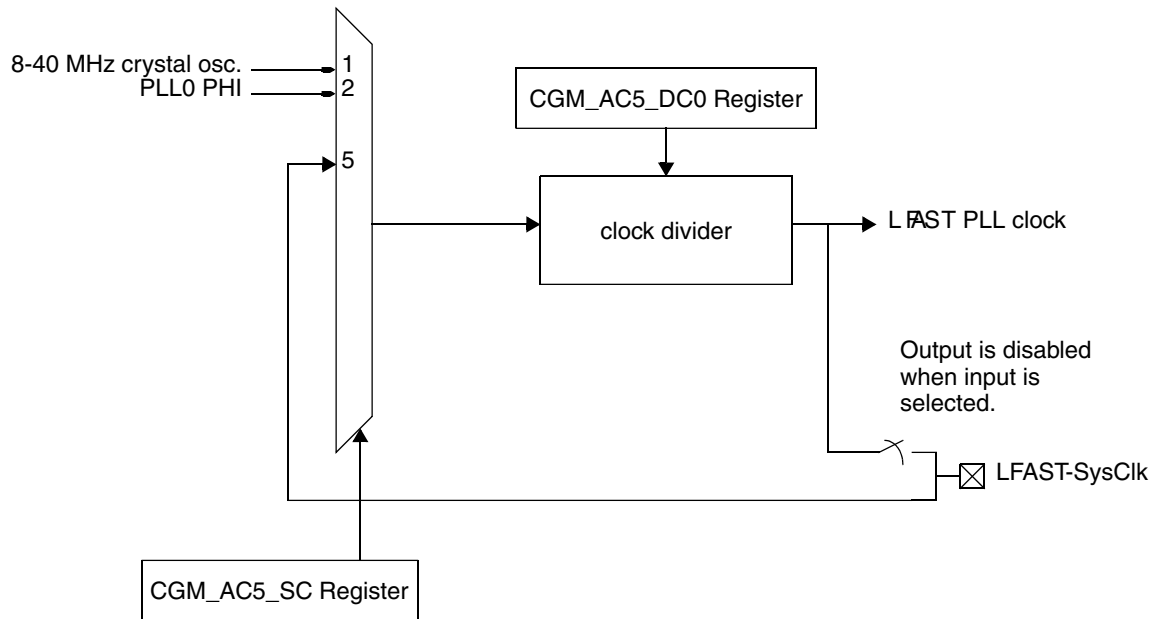 8-40 MHz crystal osc.
1
PLL0 PHI
2
CGM_AC5_DC0 Register
5
clock divider
LFAST PLL clock
Output is disabled
when input is
selected.
LFAST-SysClk
CGM_AC5_SC Register